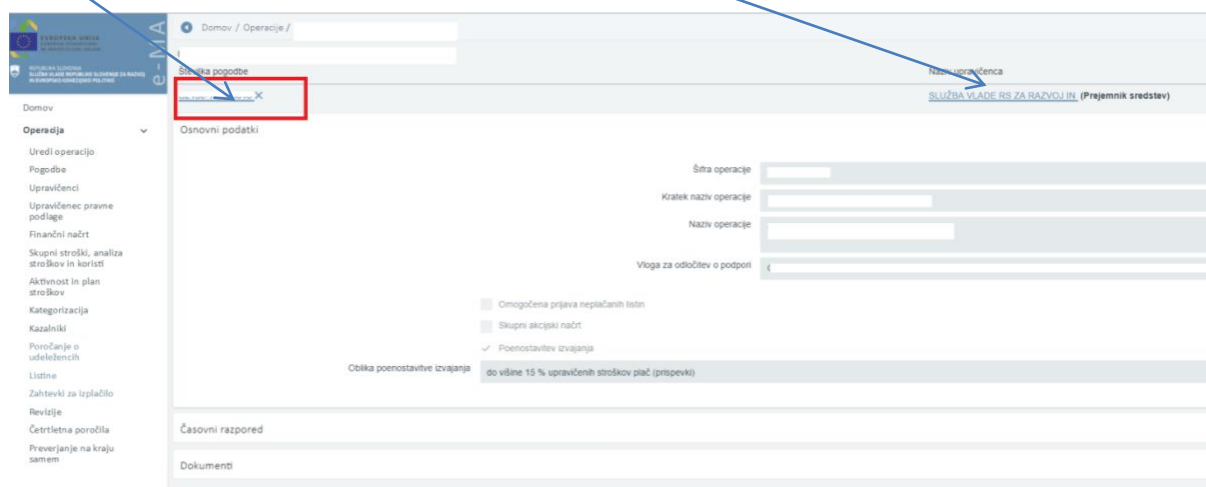 EVROPSKA UNIJA
e-MA
REPUBLIKA SLOVENIJA
SLUŽBA VLADE REPUBLIKE SLOVENIJE ZA RAZVOJ
IN EVROPSKO KOHEZIJSKO POLITIKO
Domov / Operacije /
Številka pogodbe
Naziv upravičenca
SLUŽBA VLADE RS ZA RAZVOJ IN (Prejemnik sredstev)
Domov
Operacija
Uredi operacijo
Pogodbe
Upravičenci
Upravičenec pravne
podlage
Finančni načrt
Skupni stroški, analiza
stroškov in koristi
Aktivnost in plan
stroškov
Kategorizacija
Kazalniki
Poročanje o
udeležencih
Listine
Zahtevki za izplačilo
Revizije
Četrtletna poročila
Preverjanje na kraju
samem
Osnovni podatki
Šifra operacije
Kratek naziv operacije
Naziv operacije
Vloga za odločitev o podpori
Omogočena prijava neplačanih listin
Skupni akcijski načrt
Poenostavitev izvajanja
Oblika poenostavitve izvajanja
do višine 15 % upravičenih stroškov plač (prispevki)
Časovni razpored
Dokumenti